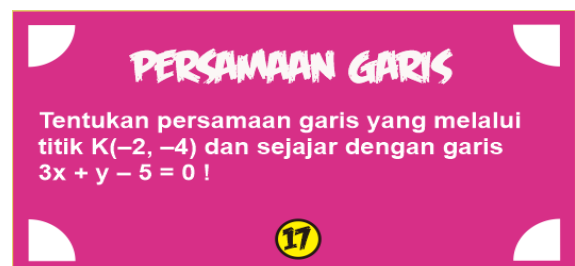 PERSAMAAN GARIS
Tentukan persamaan garis yang melalui
titik K(–2, –4) dan sejajar dengan garis
3x + y – 5 = 0 !
17